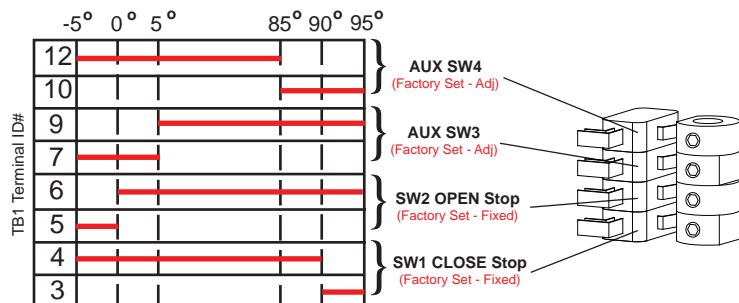 -5° 0° 5° 85° 90° 95°
TB1 Terminal ID#
12
10
9
7
6
5
4
3
AUX SW4
(Factory Set - Adj)
AUX SW3
(Factory Set - Adj)
SW2 OPEN Stop
(Factory Set - Fixed)
SW1 CLOSE Stop
(Factory Set - Fixed)